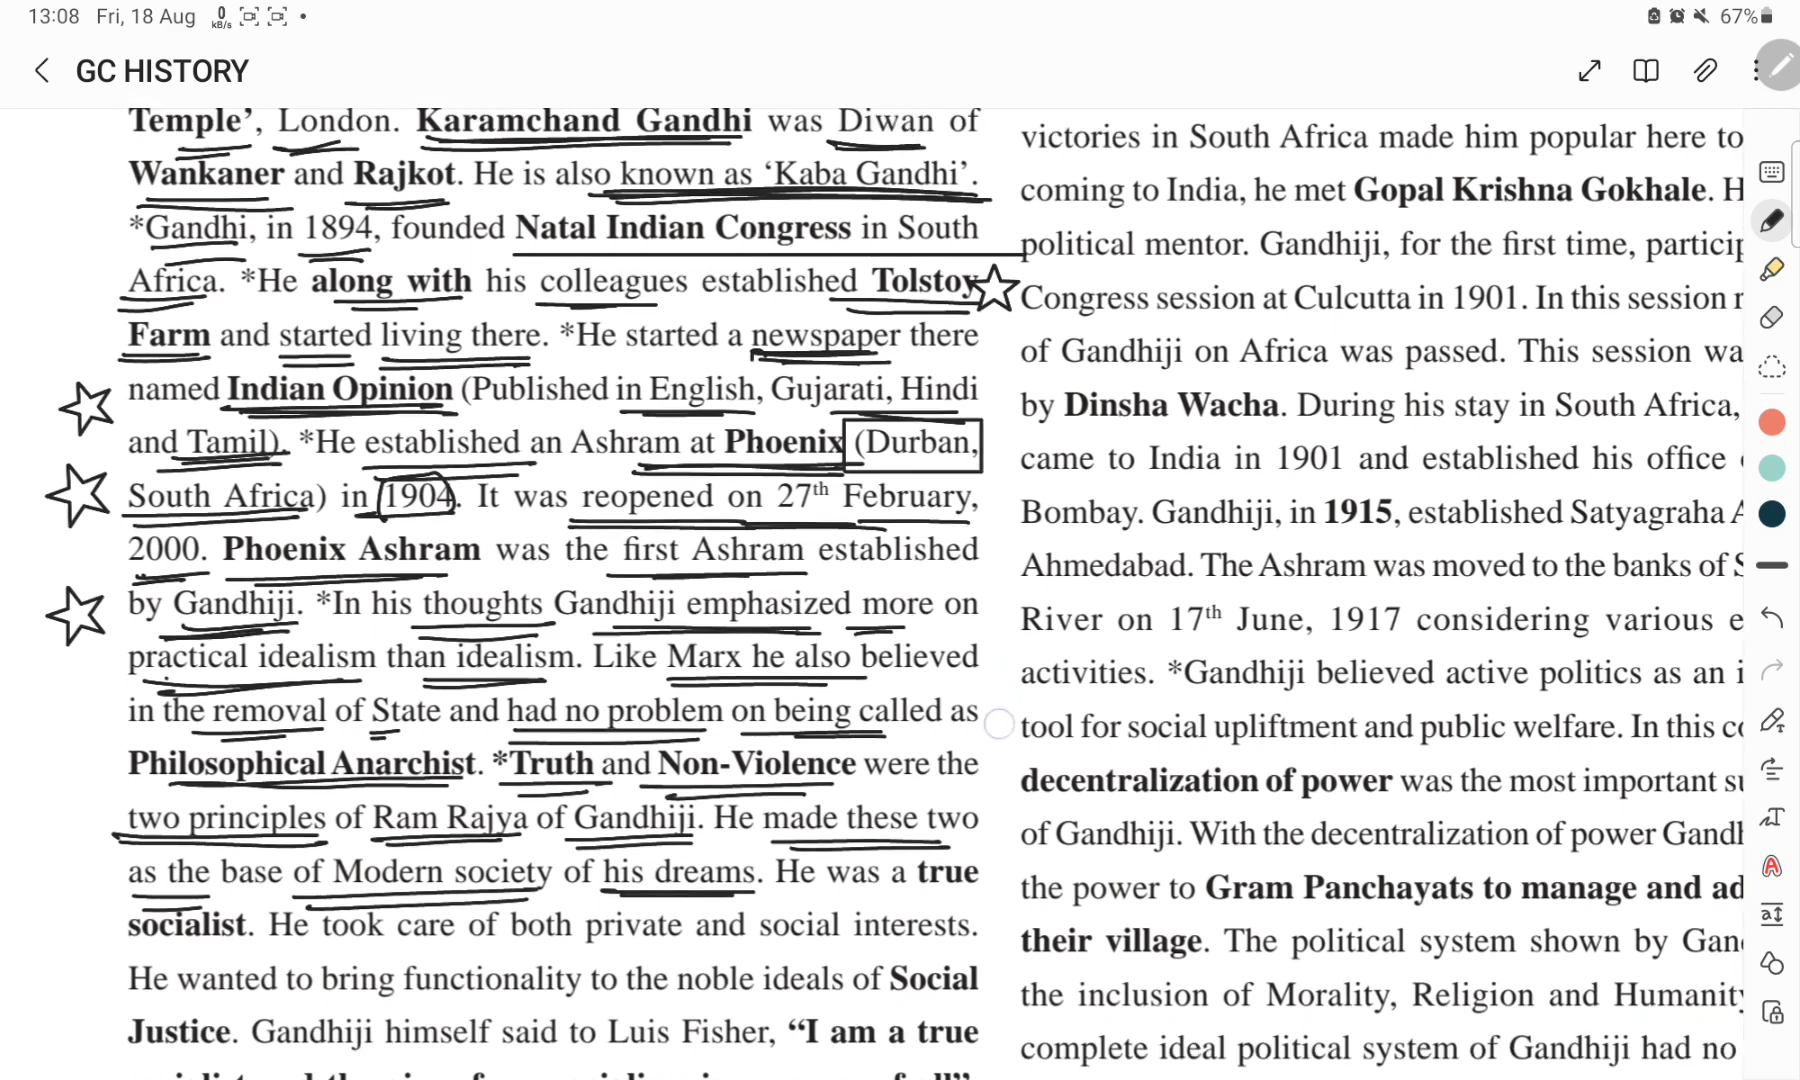 13:08 Fri, 18 Aug 0 kB/s 67%
GC HISTORY
Temple’, London. Karamchand Gandhi was Diwan of
Wankaner and Rajkot. He is also known as ‘Kaba Gandhi’.
*Gandhi, in 1894, founded Natal Indian Congress in South
Africa. *He along with his colleagues established Tolstoy
Farm and started living there. *He started a newspaper there
named Indian Opinion (Published in English, Gujarati, Hindi
and Tamil). *He established an Ashram at Phoenix (Durban,
South Africa) in 1904. It was reopened on 27th February,
2000. Phoenix Ashram was the first Ashram established
by Gandhiji. *In his thoughts Gandhiji emphasized more on
practical idealism than idealism. Like Marx he also believed
in the removal of State and had no problem on being called as
Philosophical Anarchist. *Truth and Non-Violence were the
two principles of Ram Rajya of Gandhiji. He made these two
as the base of Modern society of his dreams. He was a true
socialist. He took care of both private and social interests.
He wanted to bring functionality to the noble ideals of Social
Justice. Gandhiji himself said to Luis Fisher, “I am a true
victories in South Africa made him popular here to
coming to India, he met Gopal Krishna Gokhale. H
political mentor. Gandhiji, for the first time, particip
Congress session at Culcutta in 1901. In this session r
of Gandhiji on Africa was passed. This session wa
by Dinsha Wacha. During his stay in South Africa,
came to India in 1901 and established his office
Bombay. Gandhiji, in 1915, established Satyagraha A
Ahmedabad. The Ashram was moved to the banks of S
River on 17th June, 1917 considering various e
activities. *Gandhiji believed active politics as an i
tool for social upliftment and public welfare. In this co
decentralization of power was the most important su
of Gandhiji. With the decentralization of power Gandh
the power to Gram Panchayats to manage and ad
their village. The political system shown by Gan
the inclusion of Morality, Religion and Humanity
complete ideal political system of Gandhiji had no